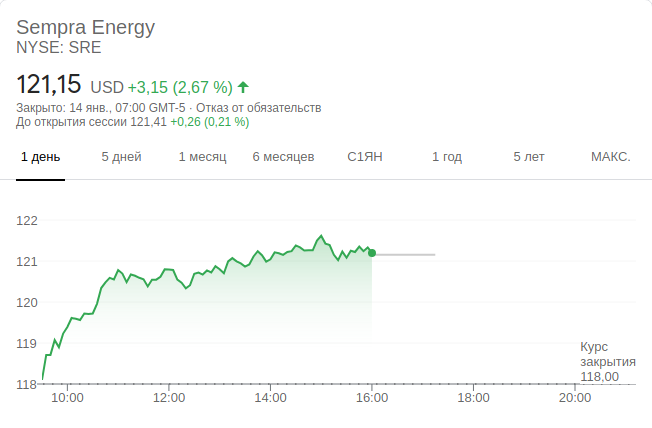 Sempra Energy
NYSE: SRE
121,15 USD +3,15 (2,67 %)
Закрыто: 14 янв., 07:00 GMT-5 · Отказ от обязательств
До открытия сессии 121,41 +0,26 (0,21 %)
1 день 5 дней 1 месяц 6 месяцев С1ЯН 1 год 5 лет МАКС.
122
121
120
119
Курс
закрытия
118,00
118
10:00 12:00 14:00 16:00 18:00 20:00